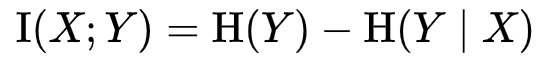 I(X; Y) = H(Y) − H(Y | X)